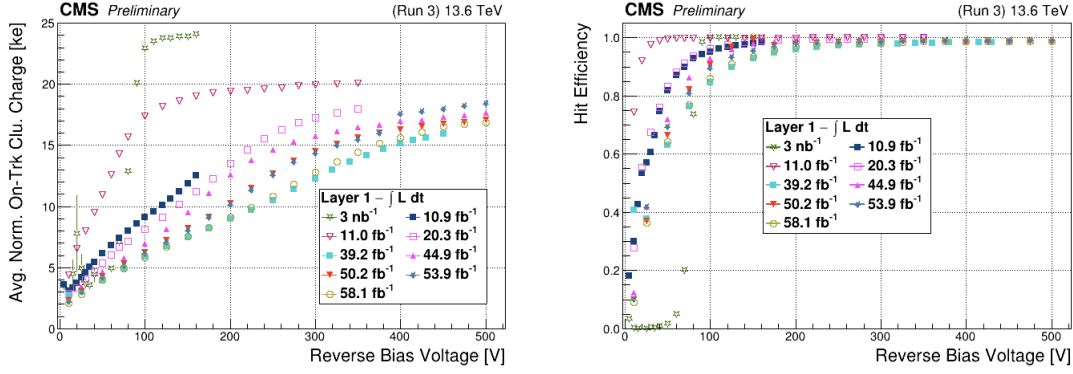 CMS Preliminary (Run 3) 13.6 TeV
Avg. Norm. On-Trk Clu. Charge [ke]
25
20
15
10
5
0
0 100 200 300 400 500
Reverse Bias Voltage [V]
Layer 1 − ∫ L dt
3 nb⁻¹ 10.9 fb⁻¹
11.0 fb⁻¹ 20.3 fb⁻¹
39.2 fb⁻¹ 44.9 fb⁻¹
50.2 fb⁻¹ 53.9 fb⁻¹
58.1 fb⁻¹
CMS Preliminary (Run 3) 13.6 TeV
Hit Efficiency
1.0
0.8
0.6
0.4
0.2
0.0
0 100 200 300 400 500
Reverse Bias Voltage [V]
Layer 1 − ∫ L dt
3 nb⁻¹ 10.9 fb⁻¹
11.0 fb⁻¹ 20.3 fb⁻¹
39.2 fb⁻¹ 44.9 fb⁻¹
50.2 fb⁻¹ 53.9 fb⁻¹
58.1 fb⁻¹